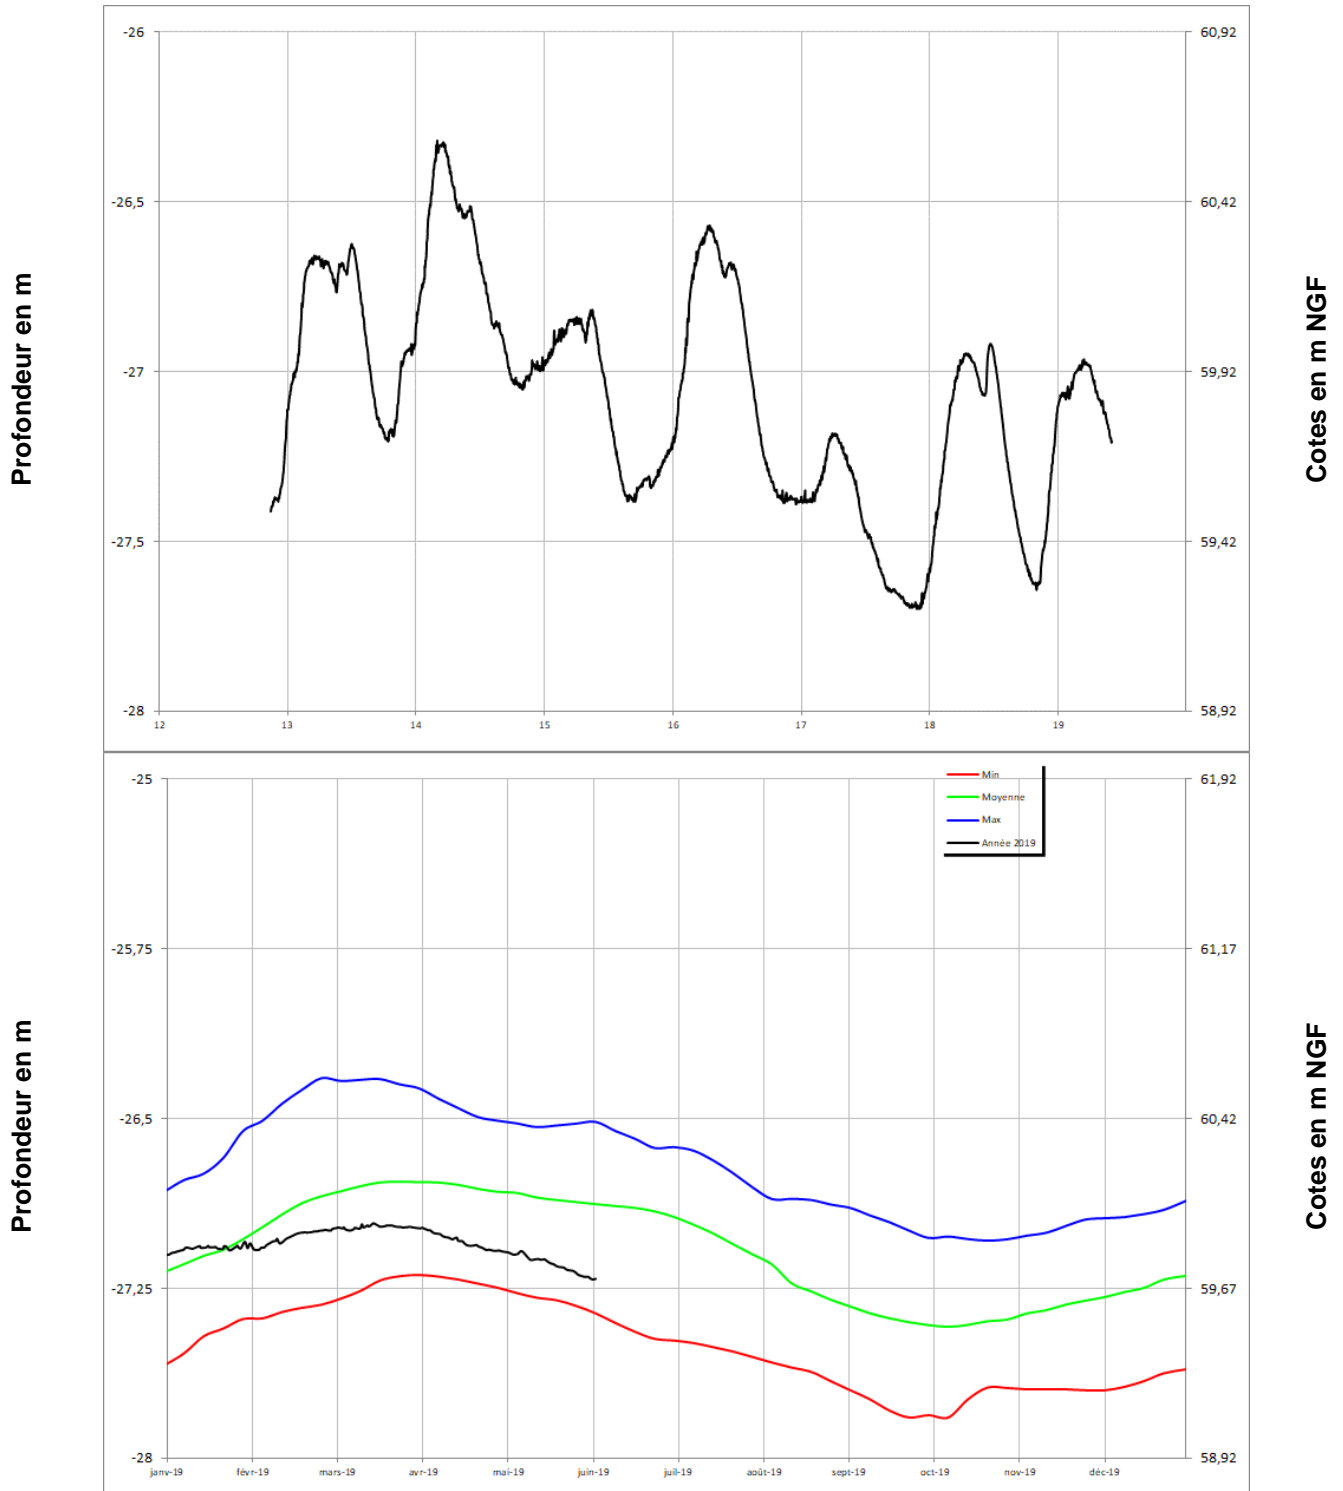 Profondeur en m
Cotes en m NGF
-26
-26,5
-27
-27,5
-28
60,92
60,42
59,92
59,42
58,92
12 13 14 15 16 17 18 19
Profondeur en m
Cotes en m NGF
-25
-25,75
-26,5
-27,25
-28
61,92
61,17
60,42
59,67
58,92
Min
Moyenne
Max
Année 2019
janv-19 févr-19 mars-19 avr-19 mai-19 juin-19 juil-19 août-19 sept-19 oct-19 nov-19 déc-19